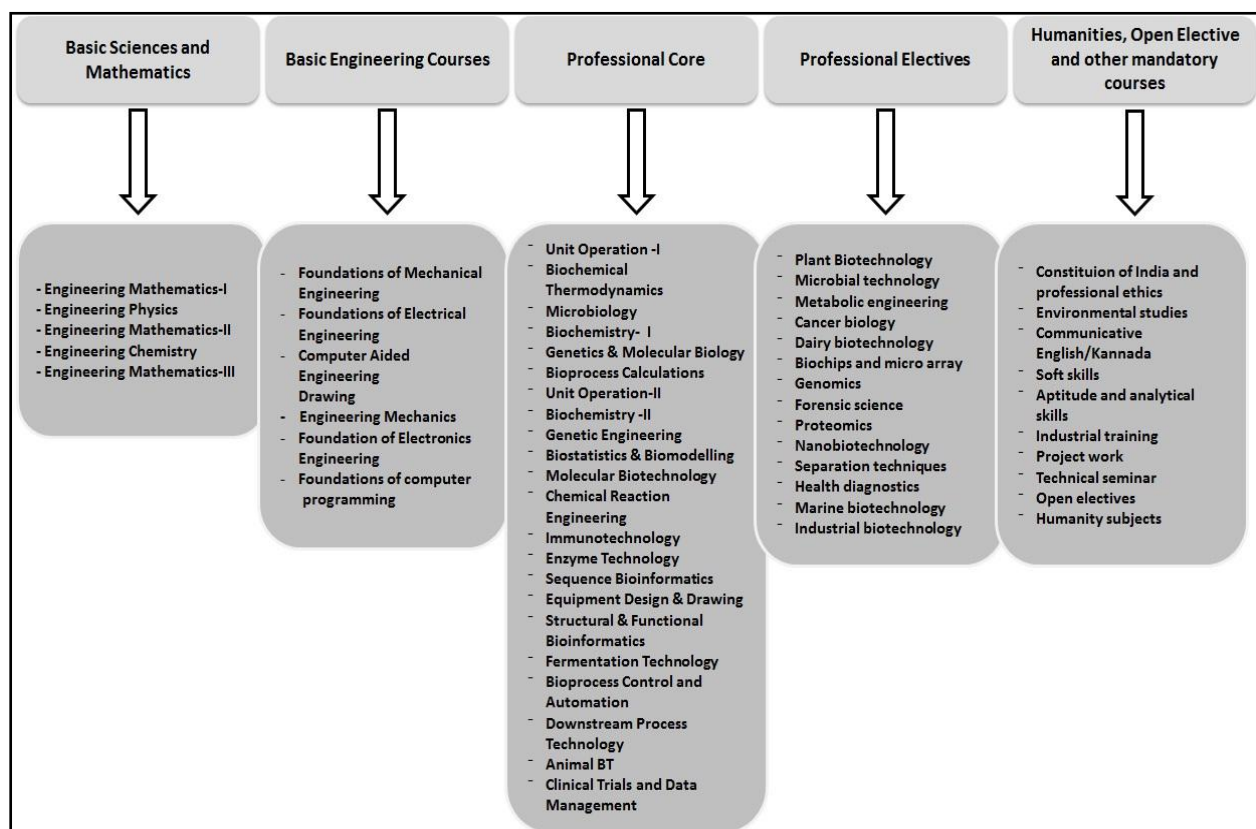 Basic Sciences and
Mathematics
Basic Engineering Courses
Professional Core
Professional Electives
Humanities, Open Elective
and other mandatory
courses
- Engineering Mathematics-I
- Engineering Physics
- Engineering Mathematics-II
- Engineering Chemistry
- Engineering Mathematics-III
- Foundations of Mechanical
Engineering
- Foundations of Electrical
Engineering
- Computer Aided
Engineering
Drawing
- Engineering Mechanics
- Foundation of Electronics
Engineering
- Foundations of computer
programming
- Unit Operation -I
- Biochemical
Thermodynamics
- Microbiology
- Biochemistry- I
- Genetics & Molecular Biology
- Bioprocess Calculations
- Unit Operation-II
- Biochemistry -II
- Genetic Engineering
- Biostatistics & Biomodelling
- Molecular Biotechnology
- Chemical Reaction
Engineering
- Immunotechnology
- Enzyme Technology
- Sequence Bioinformatics
- Equipment Design & Drawing
- Structural & Functional
Bioinformatics
- Fermentation Technology
- Bioprocess Control and
Automation
- Downstream Process
Technology
- Animal BT
- Clinical Trials and Data
Management
- Plant Biotechnology
- Microbial technology
- Metabolic engineering
- Cancer biology
- Dairy biotechnology
- Biochips and micro array
- Genomics
- Forensic science
- Proteomics
- Nanobiotechnology
- Separation techniques
- Health diagnostics
- Marine biotechnology
- Industrial biotechnology
- Constituion of India and
professional ethics
- Environmental studies
- Communicative
English/Kannada
- Soft skills
- Aptitude and analytical
skills
- Industrial training
- Project work
- Technical seminar
- Open electives
- Humanity subjects